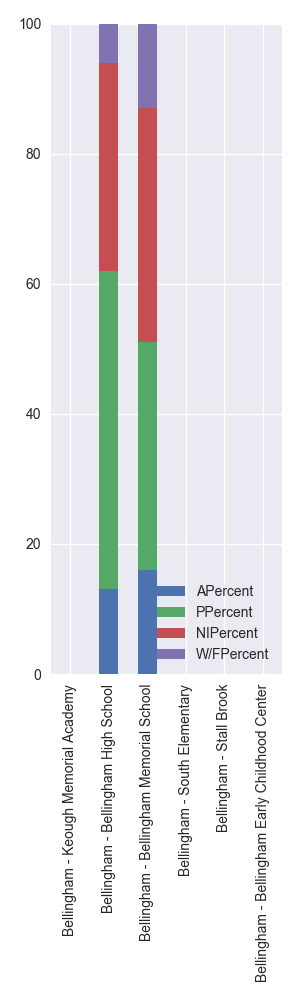 100
80
60
40
20
0
APercent
PPercent
NIPercent
W/FPercent
Bellingham - Keough Memorial Academy
Bellingham - Bellingham High School
Bellingham - Bellingham Memorial School
Bellingham - South Elementary
Bellingham - Stall Brook
Bellingham - Bellingham Early Childhood Center